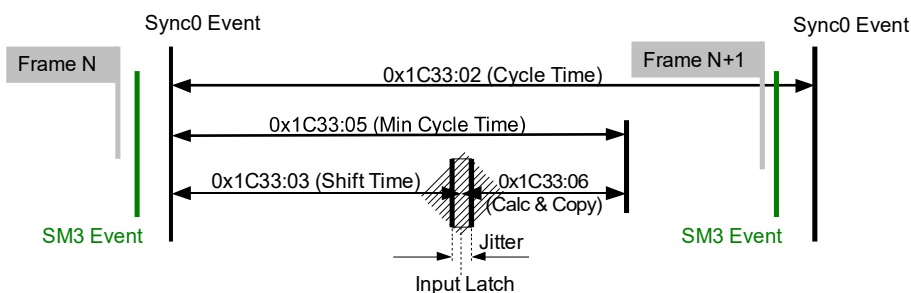 Sync0 Event
Sync0 Event
Frame N
Frame N+1
0x1C33:02 (Cycle Time)
0x1C33:05 (Min Cycle Time)
0x1C33:03 (Shift Time)
0x1C33:06
(Calc & Copy)
SM3 Event
SM3 Event
Jitter
Input Latch